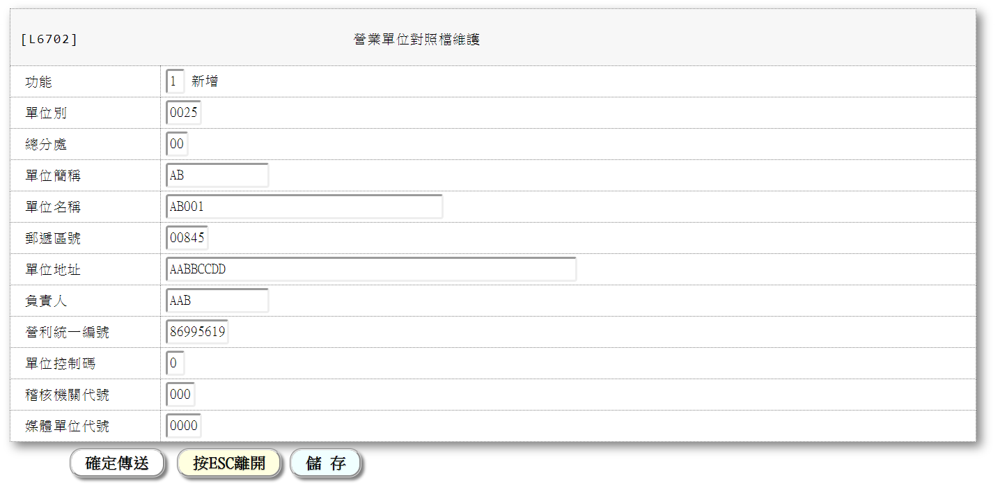 [L6702] 營業單位對照檔維護
功能 1 新增
單位別 0025
總分處 00
單位簡稱 AB
單位名稱 AB001
郵遞區號 00845
單位地址 AABBCCDD
負責人 AAB
營利統一編號 86995619
單位控制碼 0
稽核機關代號 000
媒體單位代號 0000
確定傳送 按ESC離開 儲 存